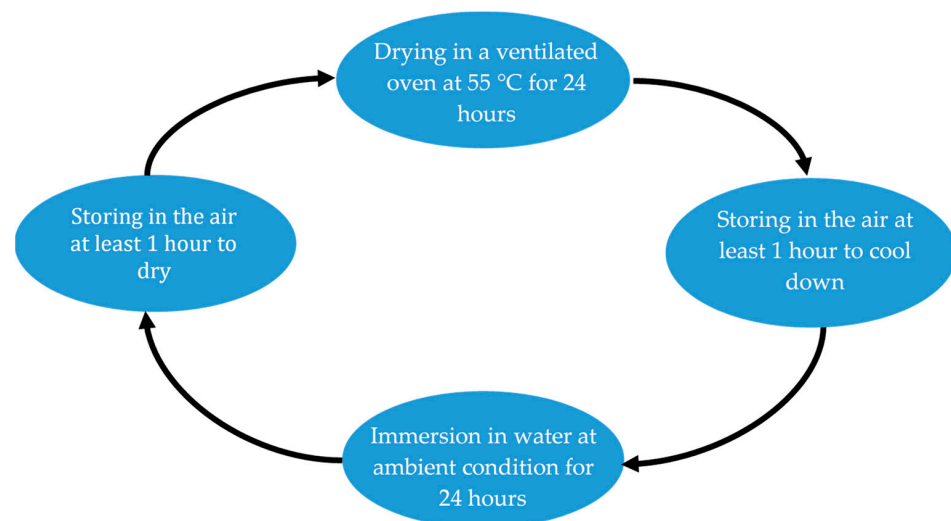 Drying in a ventilated
oven at 55 °C for 24
hours
Storing in the air at
least 1 hour to cool
down
Immersion in water at
ambient condition for
24 hours
Storing in the air
at least 1 hour to
dry